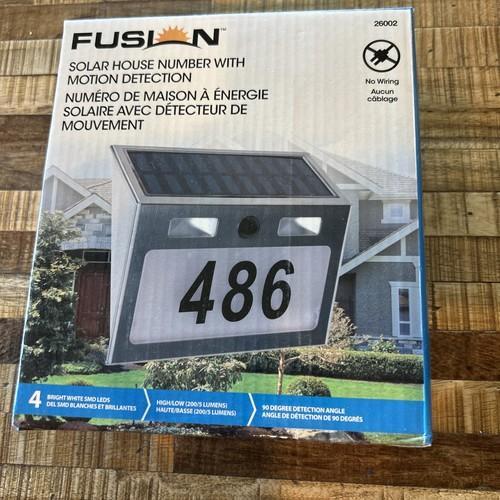 FUSION™
26002
SOLAR HOUSE NUMBER WITH
MOTION DETECTION
NUMÉRO DE MAISON À ÉNERGIE
SOLAIRE AVEC DÉTECTEUR DE
MOUVEMENT
No Wiring
Aucun
câblage
486
4 BRIGHT WHITE SMD LEDS
DEL SMD BLANCHES ET BRILLANTES
HIGH/LOW (200/5 LUMENS)
HAUTE/BASSE (200/5 LUMENS)
90 DEGREE DETECTION ANGLE
ANGLE DE DÉTECTION DE 90 DEGRÉS